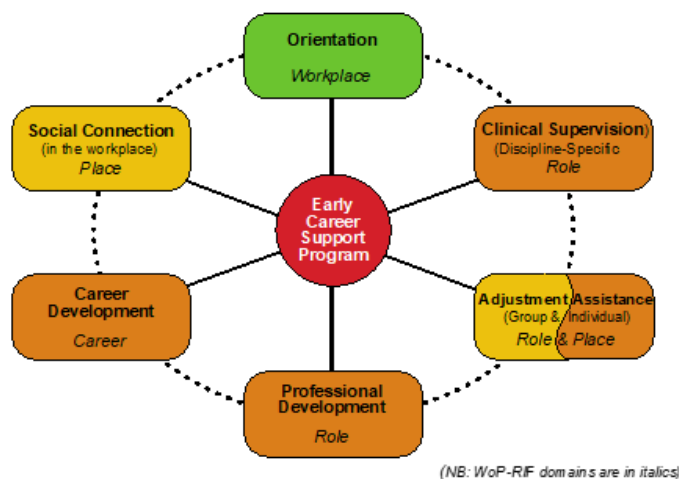 Orientation
Workplace
Social Connection
(in the workplace)
Place
Clinical Supervision)
(Discipline-Specific
Role
Early
Career
Support
Program
Career
Development
Career
Adjustment Assistance
(Group & Individual)
Role & Place
Professional
Development
Role
(NB: WoP-RIF domains are in italics)